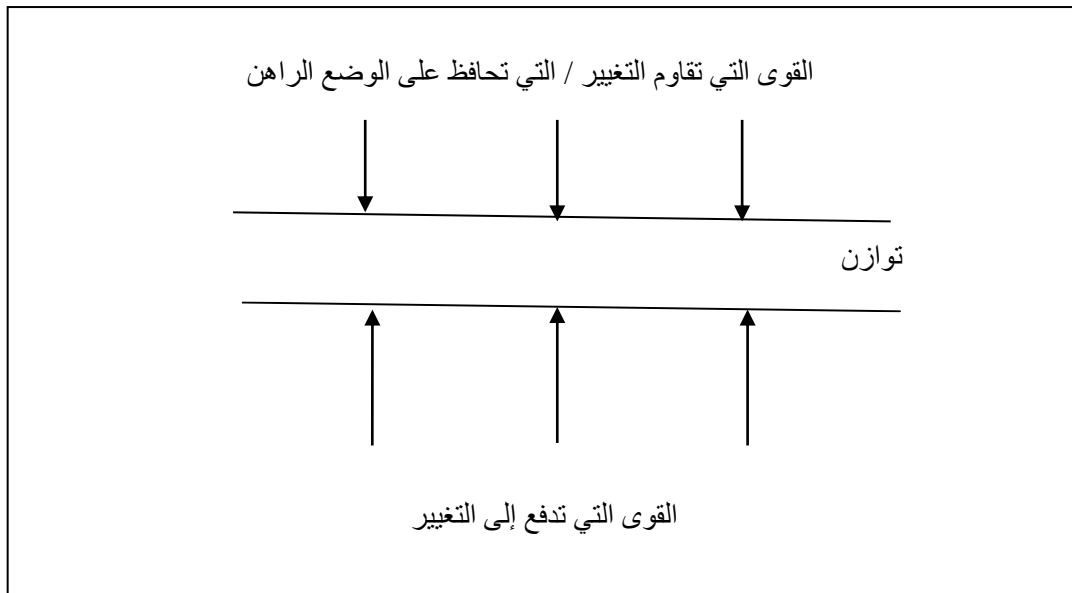 القوى التي تقاوم التغيير / التي تحافظ على الوضع الراهن
توازن
القوى التي تدفع إلى التغيير